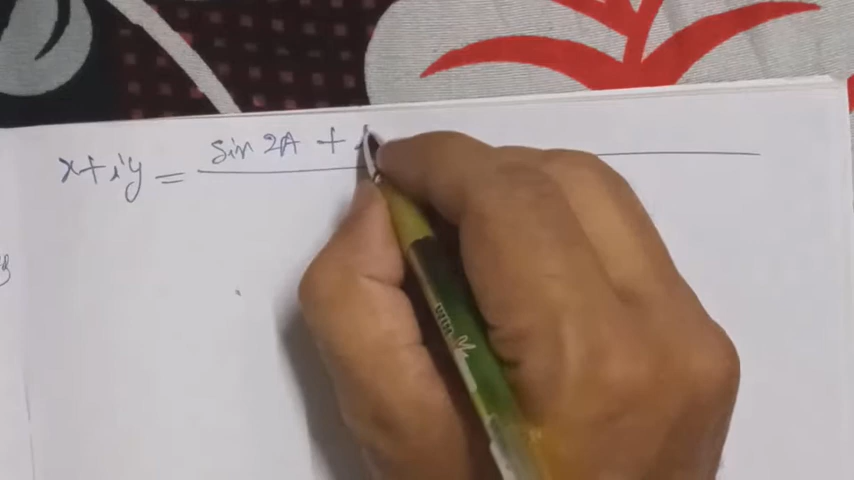 x+iy = sin 2A + i